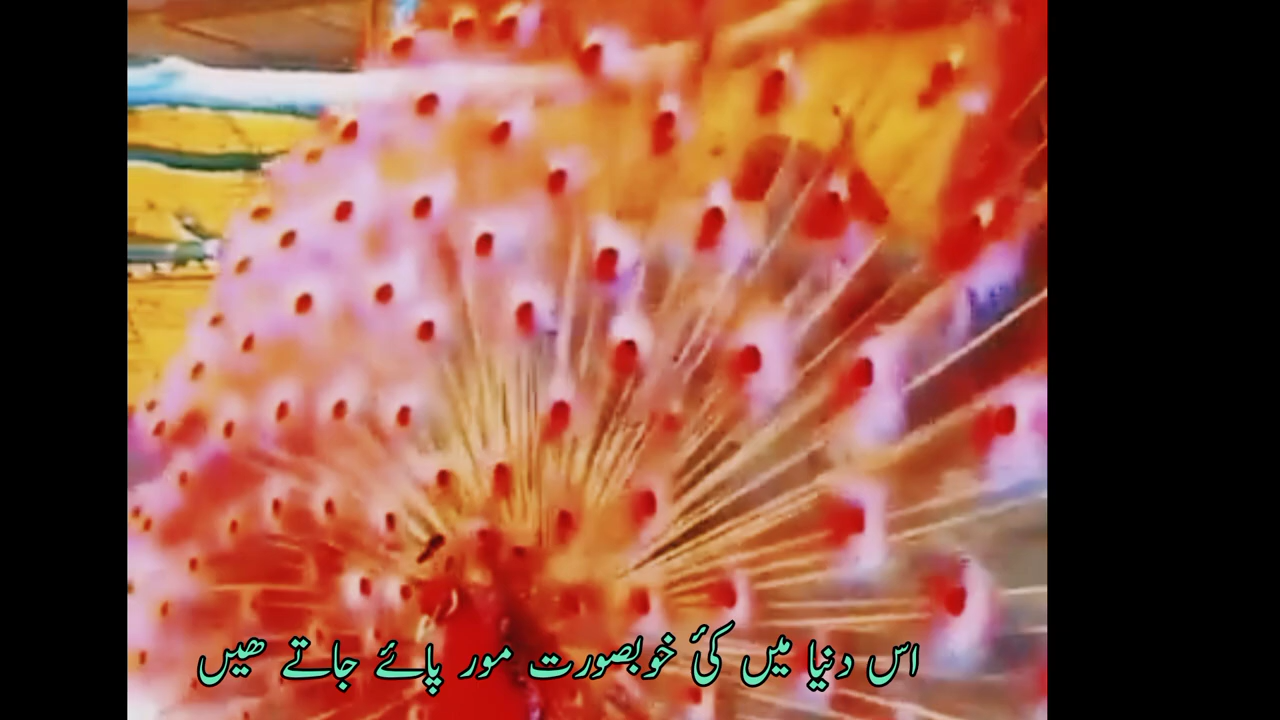 اس دنیا میں کئ خوبصورت مور پائے جاتے ھیں